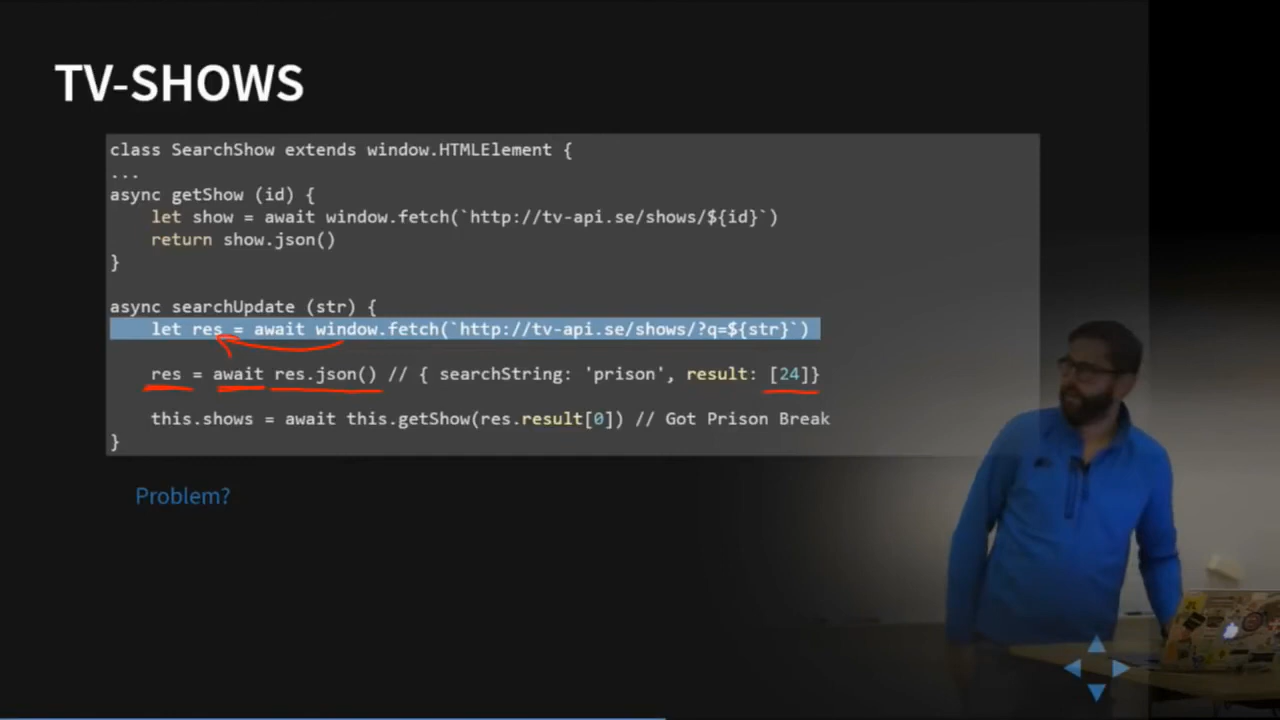 TV-SHOWS
class SearchShow extends window.HTMLElement {
...
async getShow (id) {
let show = await window.fetch(`http://tv-api.se/shows/${id}`)
return show.json()
}
async searchUpdate (str) {
let res = await window.fetch(`http://tv-api.se/shows/?q=${str}`)
res = await res.json() // { searchString: 'prison', result: [24]}
this.shows = await this.getShow(res.result[0]) // Got Prison Break
}
Problem?